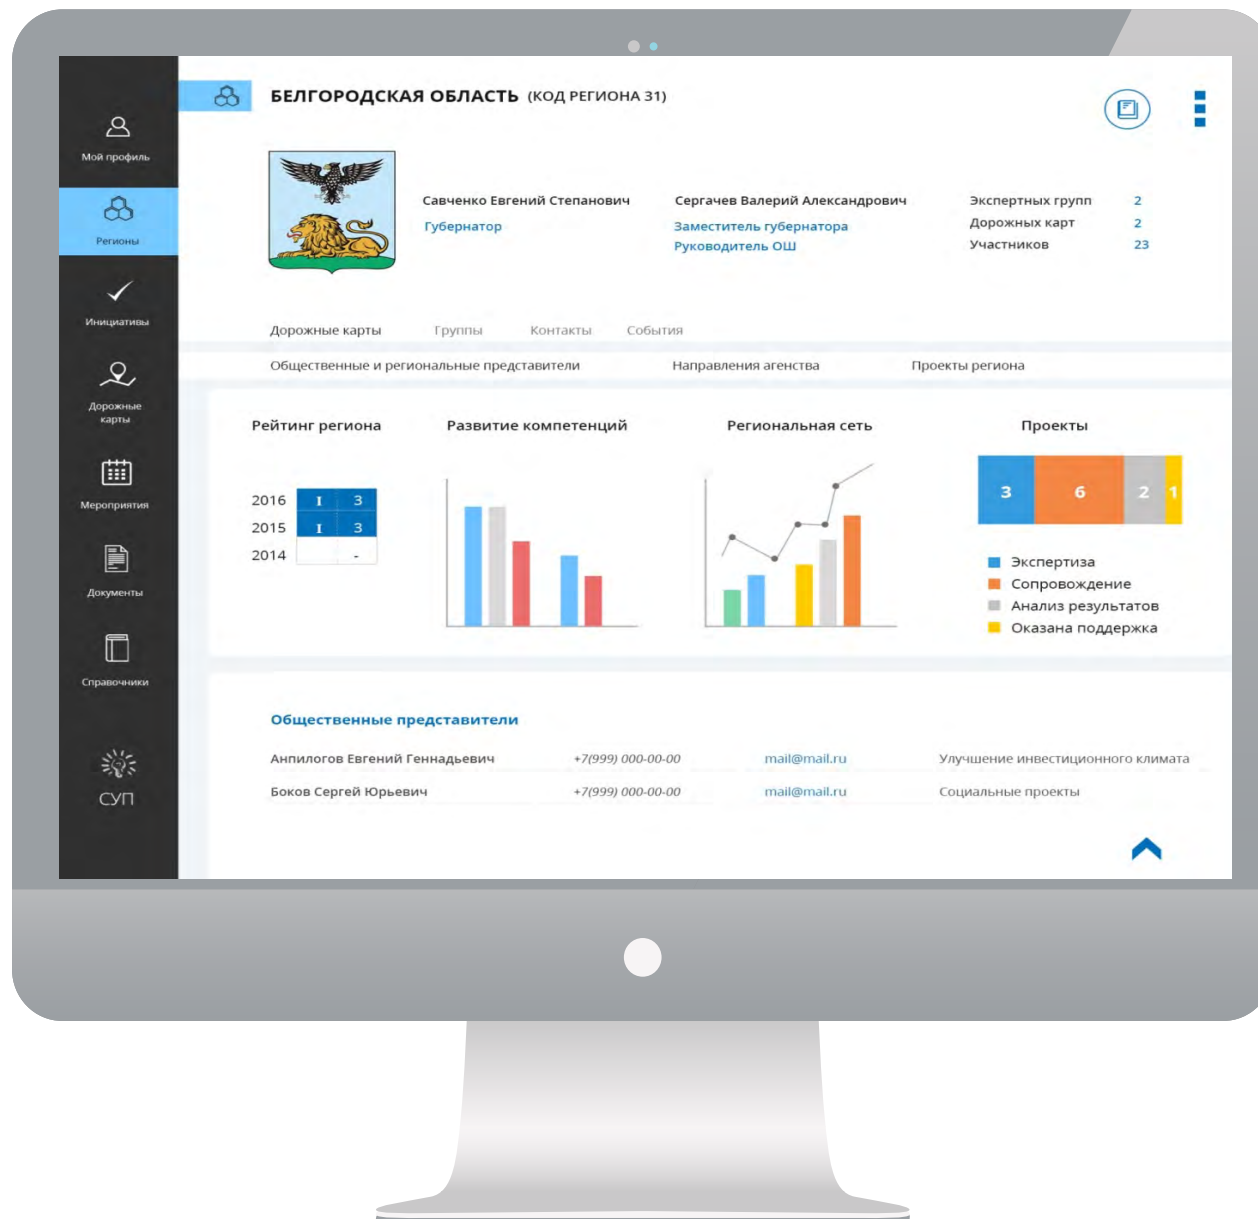 БЕЛГОРОДСКАЯ ОБЛАСТЬ (КОД РЕГИОНА 31)
Мой профиль
Регионы
Инициативы
Дорожные
карты
Мероприятия
Документы
Справочники
СУП
Савченко Евгений Степанович
Губернатор
Сергачев Валерий Александрович
Заместитель губернатора
Руководитель ОШ
Экспертных групп 2
Дорожных карт 2
Участников 23
Дорожные карты Группы Контакты События
Общественные и региональные представители Направления агенства Проекты региона
Рейтинг региона
2016 I 3
2015 I 3
2014 -
Развитие компетенций
Региональная сеть
Проекты
3 6 2 1
Экспертиза
Сопровождение
Анализ результатов
Оказана поддержка
Общественные представители
Анпилогов Евгений Геннадьевич +7(999) 000-00-00 mail@mail.ru Улучшение инвестиционного климата
Боков Сергей Юрьевич +7(999) 000-00-00 mail@mail.ru Социальные проекты